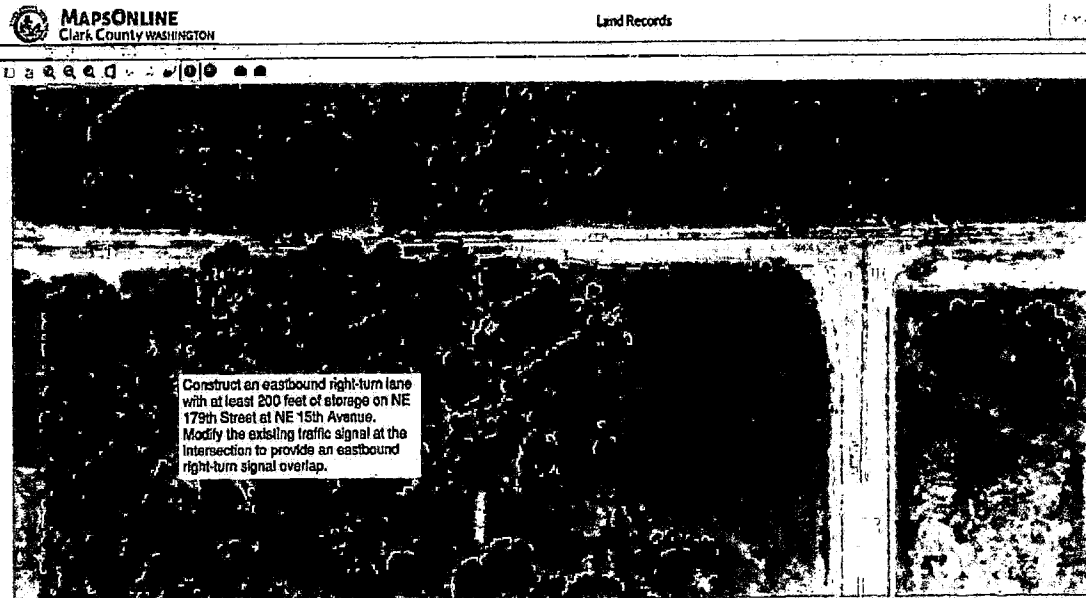 MAPSONLINE
Clark County WASHINGTON
Land Records
Construct an eastbound right-turn lane
with at least 200 feet of storage on NE
179th Street at NE 15th Avenue.
Modify the existing traffic signal at the
Intersection to provide an eastbound
right-turn signal overlap.